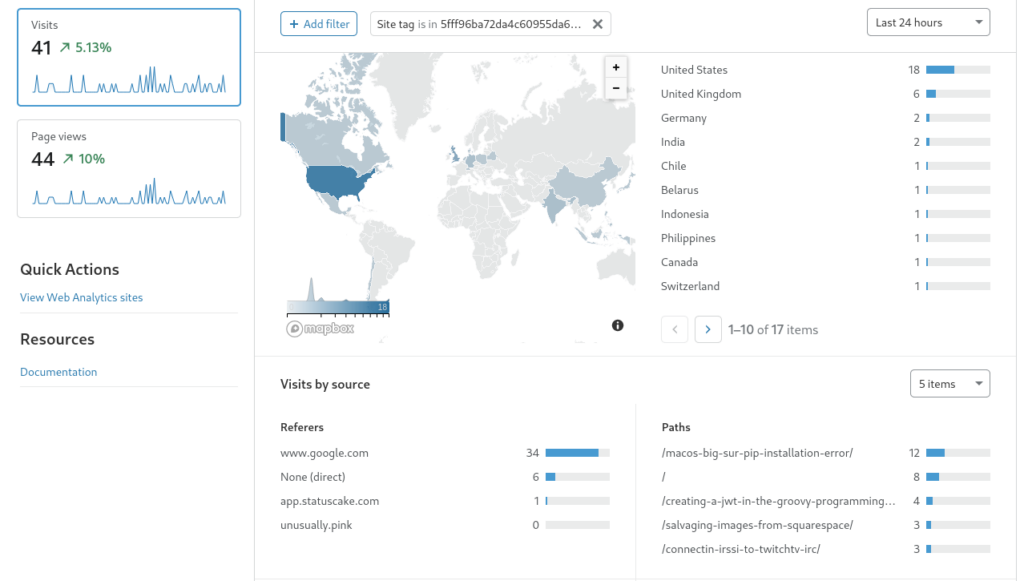 Visits
41 5.13%
Page views
44 10%
Quick Actions
View Web Analytics sites
Resources
Documentation
+ Add filter
Site tag is in 5fff96ba72da4c60955da6...
Last 24 hours
+
−
18
mapbox
United States 18
United Kingdom 6
Germany 2
India 2
Chile 1
Belarus 1
Indonesia 1
Philippines 1
Canada 1
Switzerland 1
1–10 of 17 items
Visits by source
5 items
Referers
www.google.com 34
None (direct) 6
app.statuscake.com 1
unusually.pink 0
Paths
/macos-big-sur-pip-installation-error/ 12
/ 8
/creating-a-jwt-in-the-groovy-programming... 4
/salvaging-images-from-squarespace/ 3
/connectin-irssi-to-twitchtv-irc/ 3